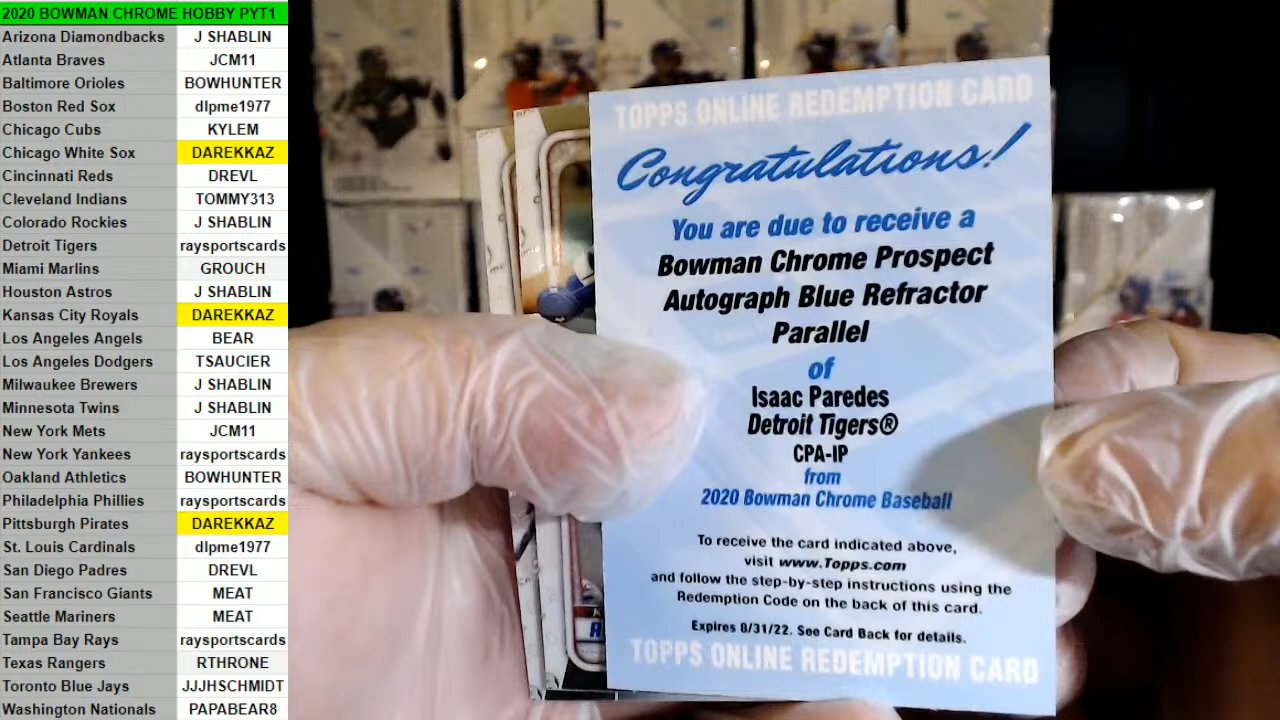 2020 BOWMAN CHROME HOBBY PYT1
Arizona Diamondbacks J SHABLIN
Atlanta Braves JCM11
Baltimore Orioles BOWHUNTER
Boston Red Sox dlpme1977
Chicago Cubs KYLEM
Chicago White Sox DAREKKAZ
Cincinnati Reds DREVL
Cleveland Indians TOMMY313
Colorado Rockies J SHABLIN
Detroit Tigers raysportscards
Miami Marlins GROUCH
Houston Astros J SHABLIN
Kansas City Royals DAREKKAZ
Los Angeles Angels BEAR
Los Angeles Dodgers TSAUCIER
Milwaukee Brewers J SHABLIN
Minnesota Twins J SHABLIN
New York Mets JCM11
New York Yankees raysportscards
Oakland Athletics BOWHUNTER
Philadelphia Phillies raysportscards
Pittsburgh Pirates DAREKKAZ
St. Louis Cardinals dlpme1977
San Diego Padres DREVL
San Francisco Giants MEAT
Seattle Mariners MEAT
Tampa Bay Rays raysportscards
Texas Rangers RTHRONE
Toronto Blue Jays JJJHSCHMIDT
Washington Nationals PAPABEAR8
TOPPS ONLINE REDEMPTION CARD
Congratulations!
You are due to receive a
Bowman Chrome Prospect
Autograph Blue Refractor
Parallel
of
Isaac Paredes
Detroit Tigers®
CPA-IP
from
2020 Bowman Chrome Baseball
To receive the card indicated above,
visit www.Topps.com
and follow the step-by-step instructions using the
Redemption Code on the back of this card.
Expires 8/31/22. See Card Back for details.
TOPPS ONLINE REDEMPTION CARD